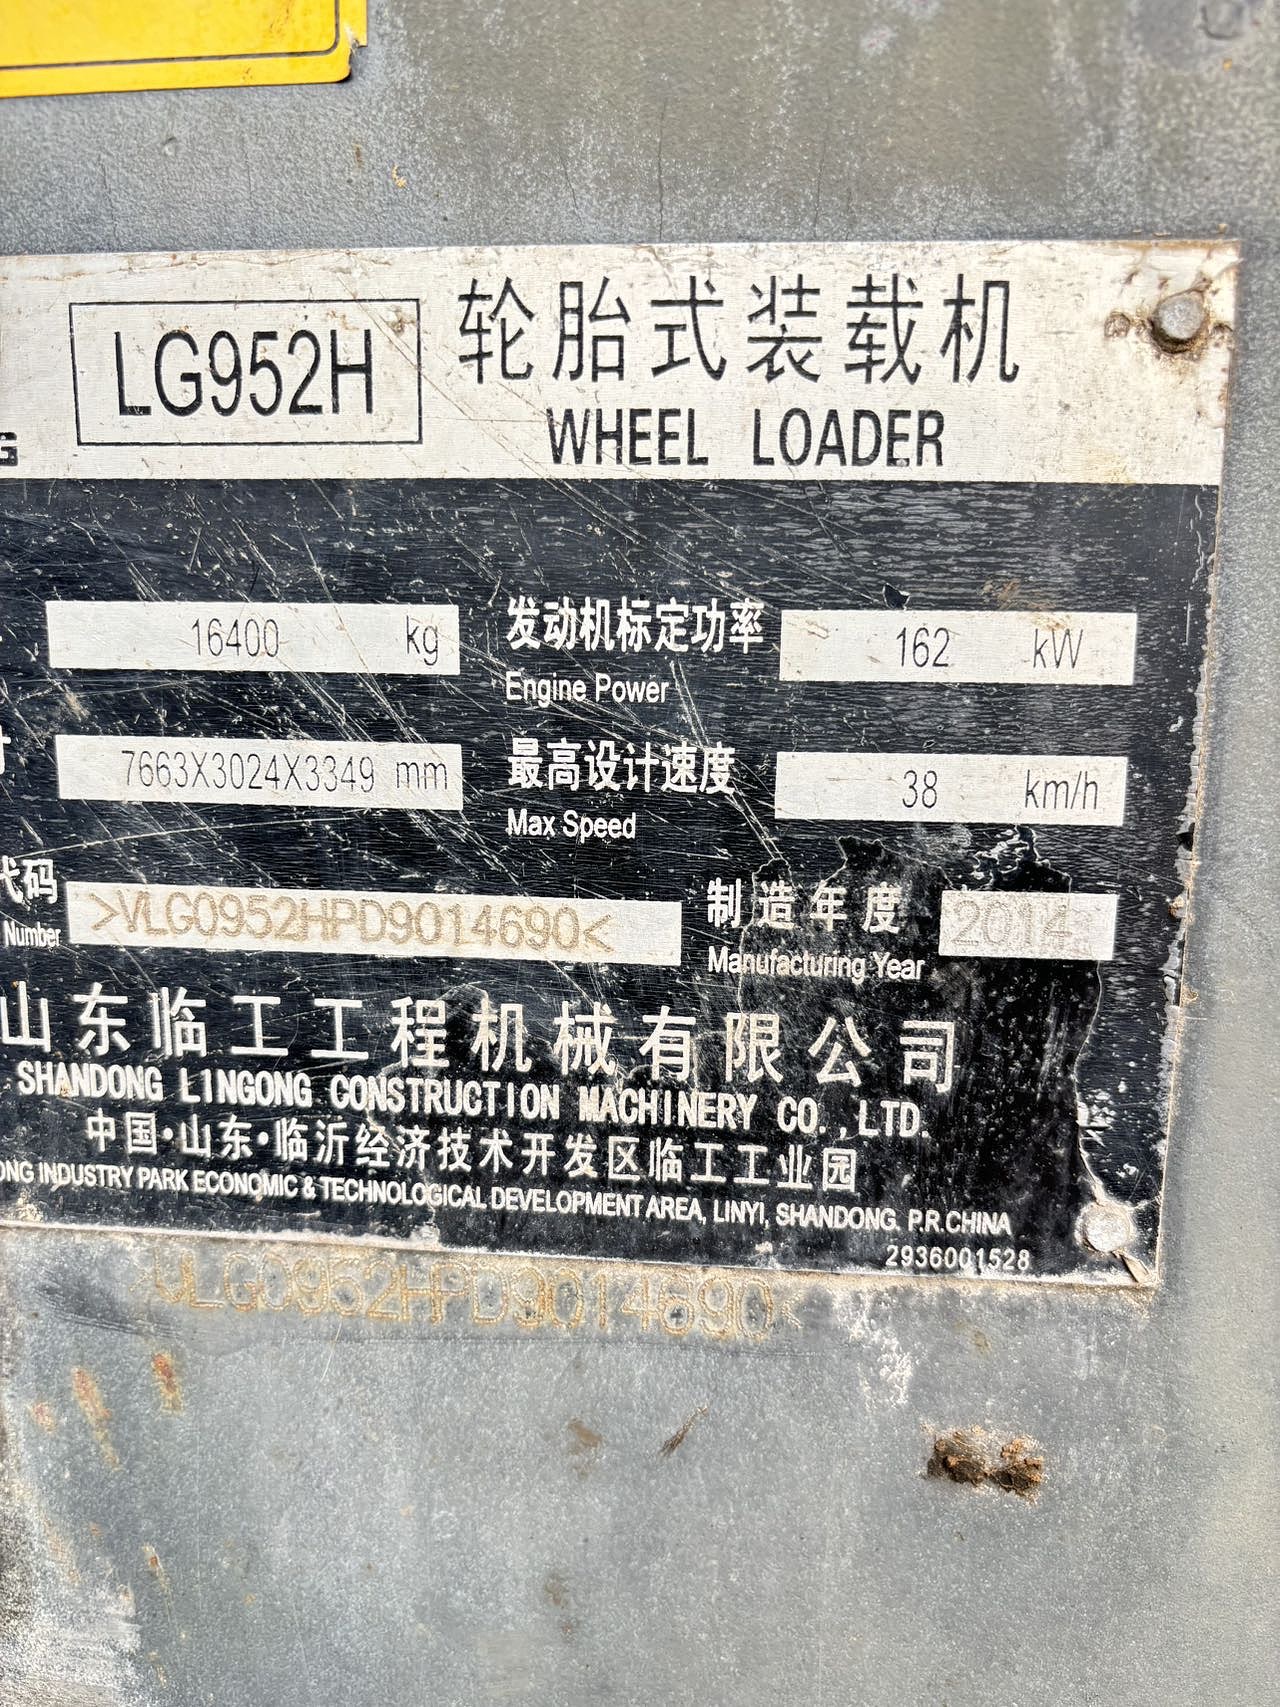 LG952H 轮胎式装载机
G WHEEL LOADER
16400 kg 发动机标定功率 162 kW
Engine Power
7663X3024X3349 mm 最高设计速度 38 km/h
Max Speed
代码 >VLG0952HPD9014690< 制造年度 2014
Number Manufacturing Year
山东临工工程机械有限公司
SHANDONG LINGONG CONSTRUCTION MACHINERY CO.,LTD.
中国·山东·临沂经济技术开发区临工工业园
ONG INDUSTRY PARK ECONOMIC & TECHNOLOGICAL DEVELOPMENT AREA, LINYI, SHANDONG. P.R.CHINA
2936001528
>VLG0952HPD9014690<